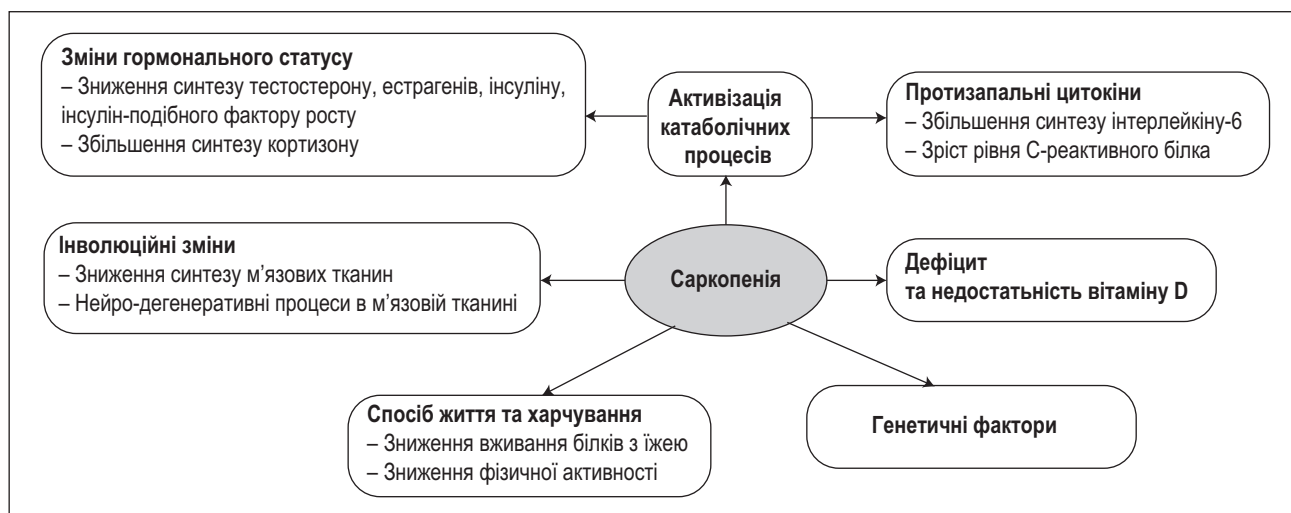 Зміни гормонального статусу
– Зниження синтезу тестостерону, естрагенів, інсуліну,
інсулін-подібного фактору росту
– Збільшення синтезу кортизону
Активізація
катаболічних
процесів
Протизапальні цитокіни
– Збільшення синтезу інтерлейкіну-6
– Зріст рівня С-реактивного білка
Інволюційні зміни
– Зниження синтезу м’язових тканин
– Нейро-дегенеративні процеси в м’язовій тканині
Саркопенія
Дефіцит
та недостатність вітаміну D
Спосіб життя та харчування
– Зниження вживання білків з їжею
– Зниження фізичної активності
Генетичні фактори